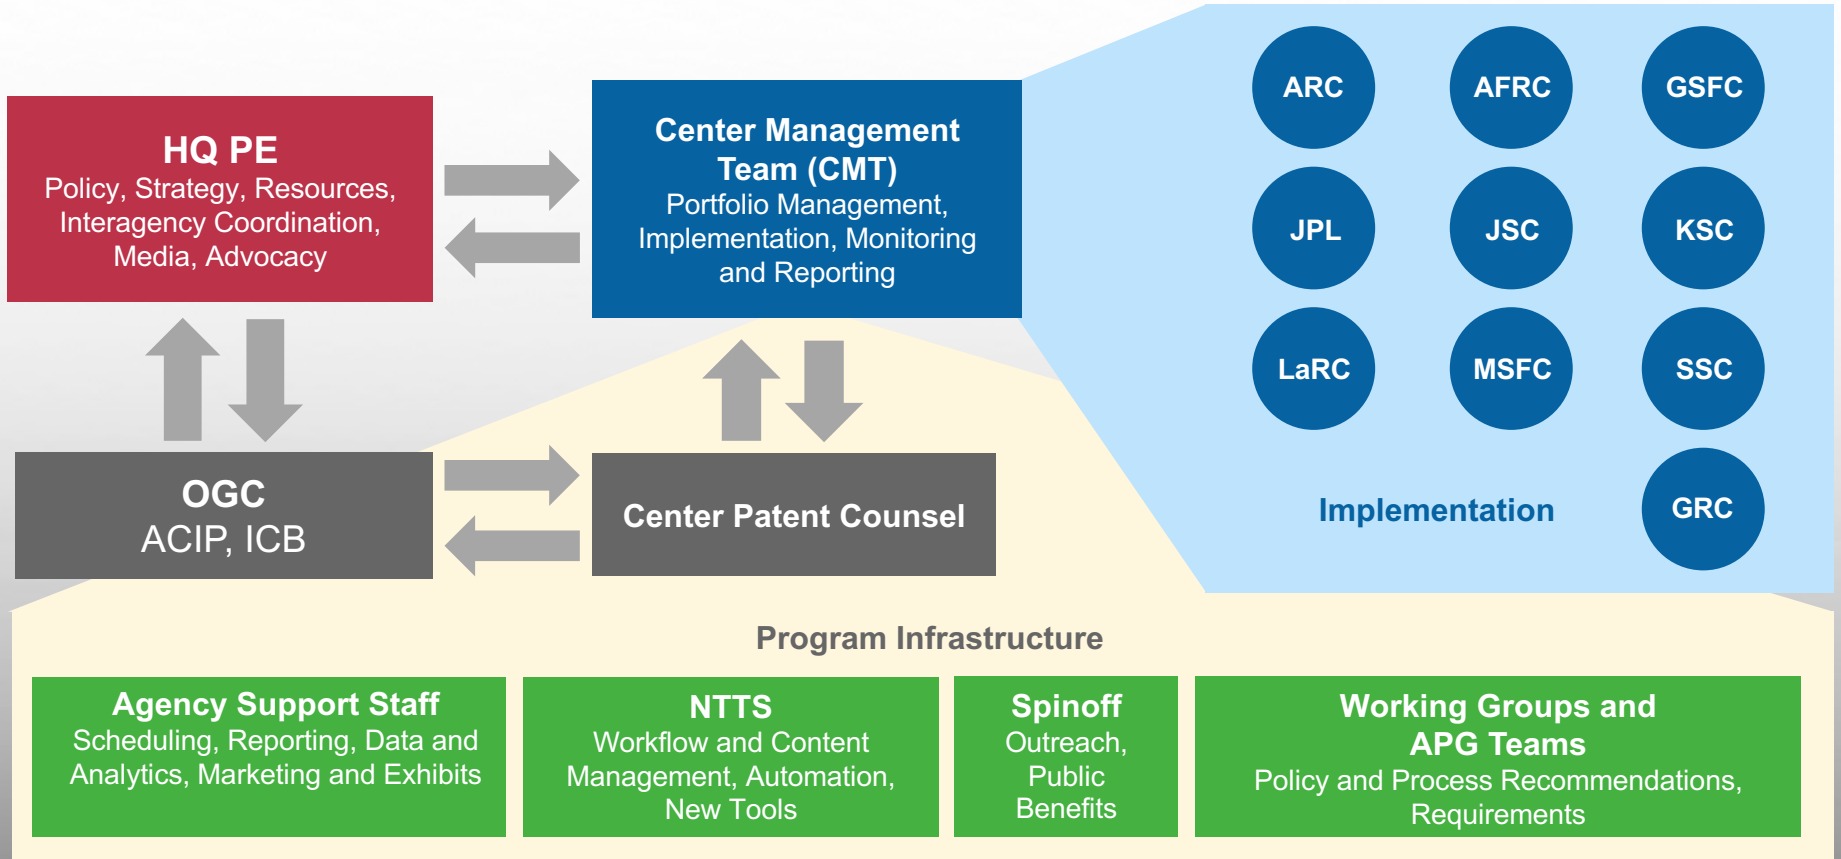 HQ PE
Policy, Strategy, Resources,
Interagency Coordination,
Media, Advocacy
Center Management
Team (CMT)
Portfolio Management,
Implementation, Monitoring
and Reporting
ARC
AFRC
GSFC
JPL
JSC
KSC
LaRC
MSFC
SSC
Implementation
GRC
OGC
ACIP, ICB
Center Patent Counsel
Program Infrastructure
Agency Support Staff
Scheduling, Reporting, Data and
Analytics, Marketing and Exhibits
NTTS
Workflow and Content
Management, Automation,
New Tools
Spinoff
Outreach,
Public
Benefits
Working Groups and
APG Teams
Policy and Process Recommendations,
Requirements